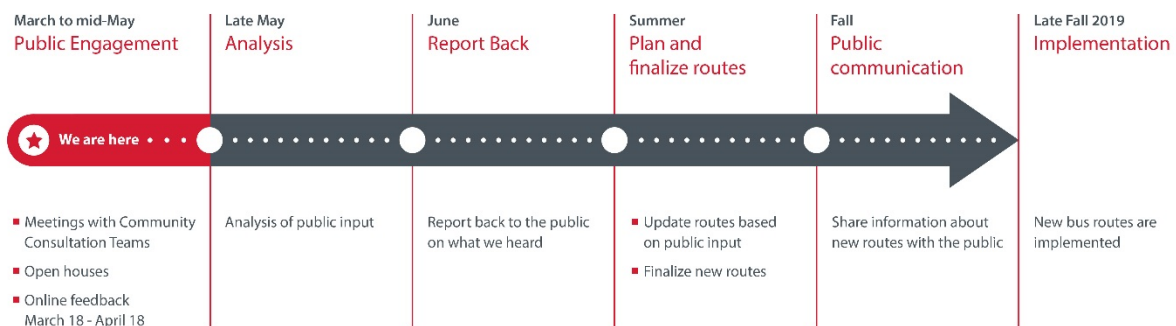 March to mid-May
Public Engagement
Late May
Analysis
June
Report Back
Summer
Plan and
finalize routes
Fall
Public
communication
Late Fall 2019
Implementation
We are here
Meetings with Community
Consultation Teams
Open houses
Online feedback
March 18 - April 18
Analysis of public input
Report back to the public
on what we heard
Update routes based
on public input
Finalize new routes
Share information about
new routes with the public
New bus routes are
implemented